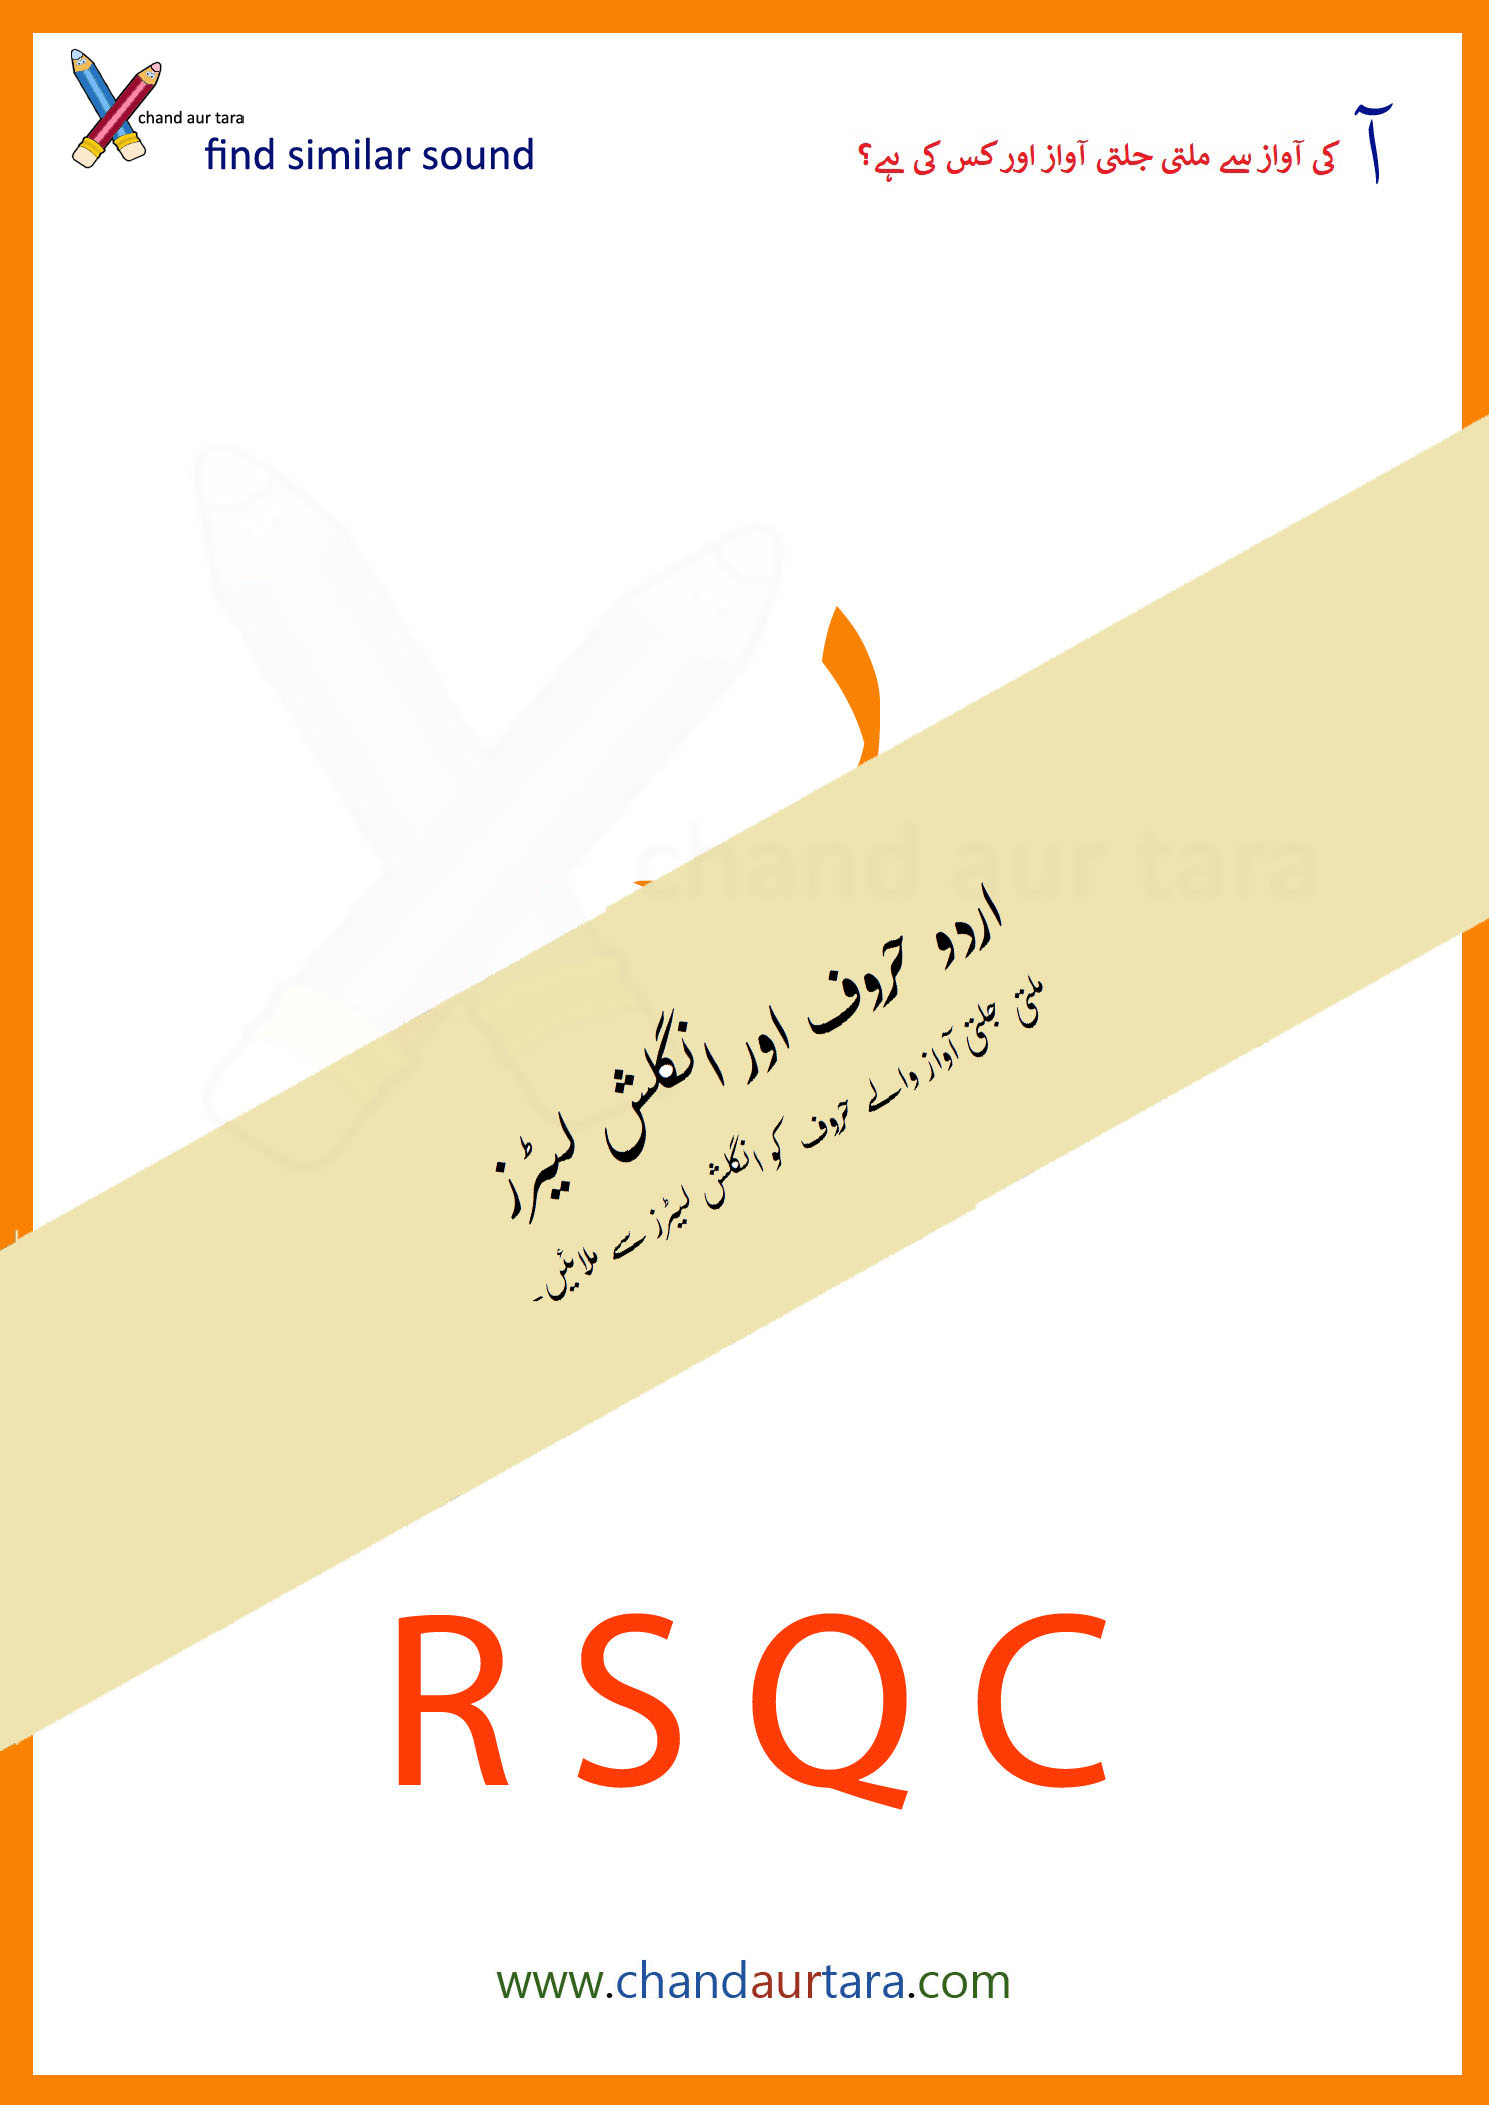 chand aur tara
find similar sound
آ کی آواز سے ملتی جلتی آواز اور کس کی ہے؟
chand aur tara
اردو حروف اور انگلش لیٹرز
ملتی جلتی آواز والے حروف کو انگلش لیٹرز سے ملایئں۔
R S Q C
www.chandaurtara.com